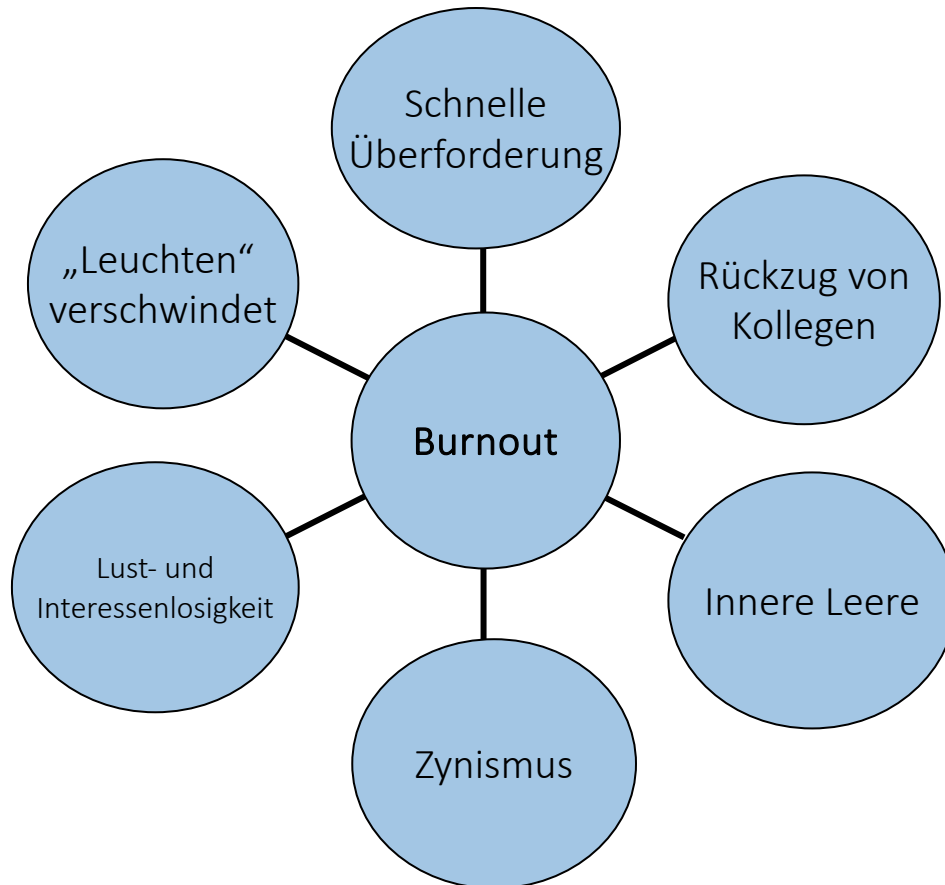 Schnelle
Überforderung
„Leuchten“
verschwindet
Rückzug von
Kollegen
Burnout
Lust- und
Interessenlosigkeit
Innere Leere
Zynismus